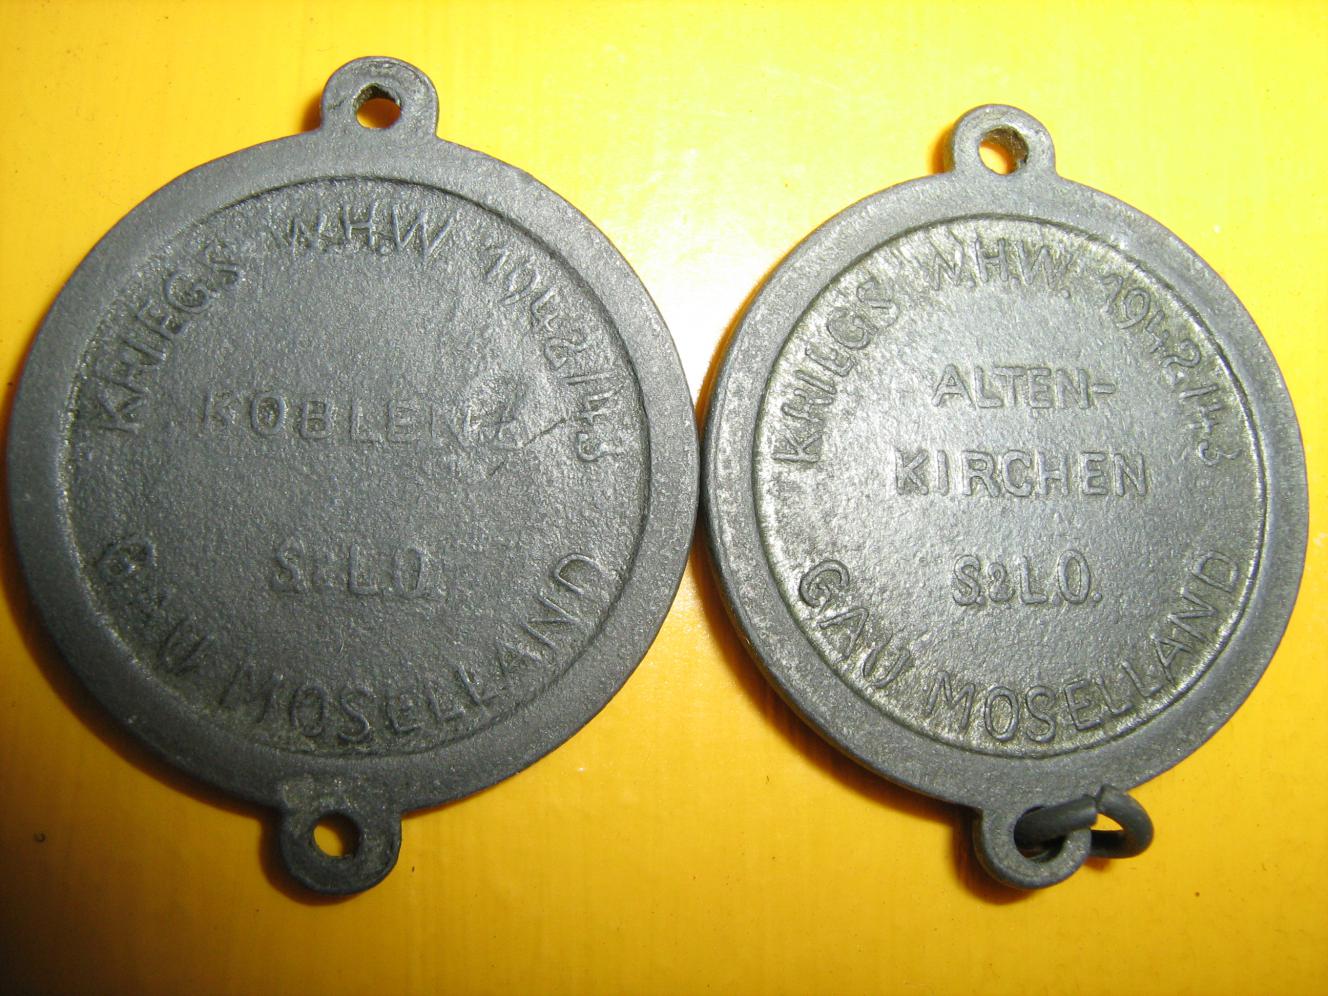 KRIEGS W.H.W. 1942/43
KOBLENZ
S.&L.O.
GAU MOSELLAND
KRIEGS W.H.W. 1942/43
ALTEN-
KIRCHEN
S.&L.O.
GAU MOSELLAND